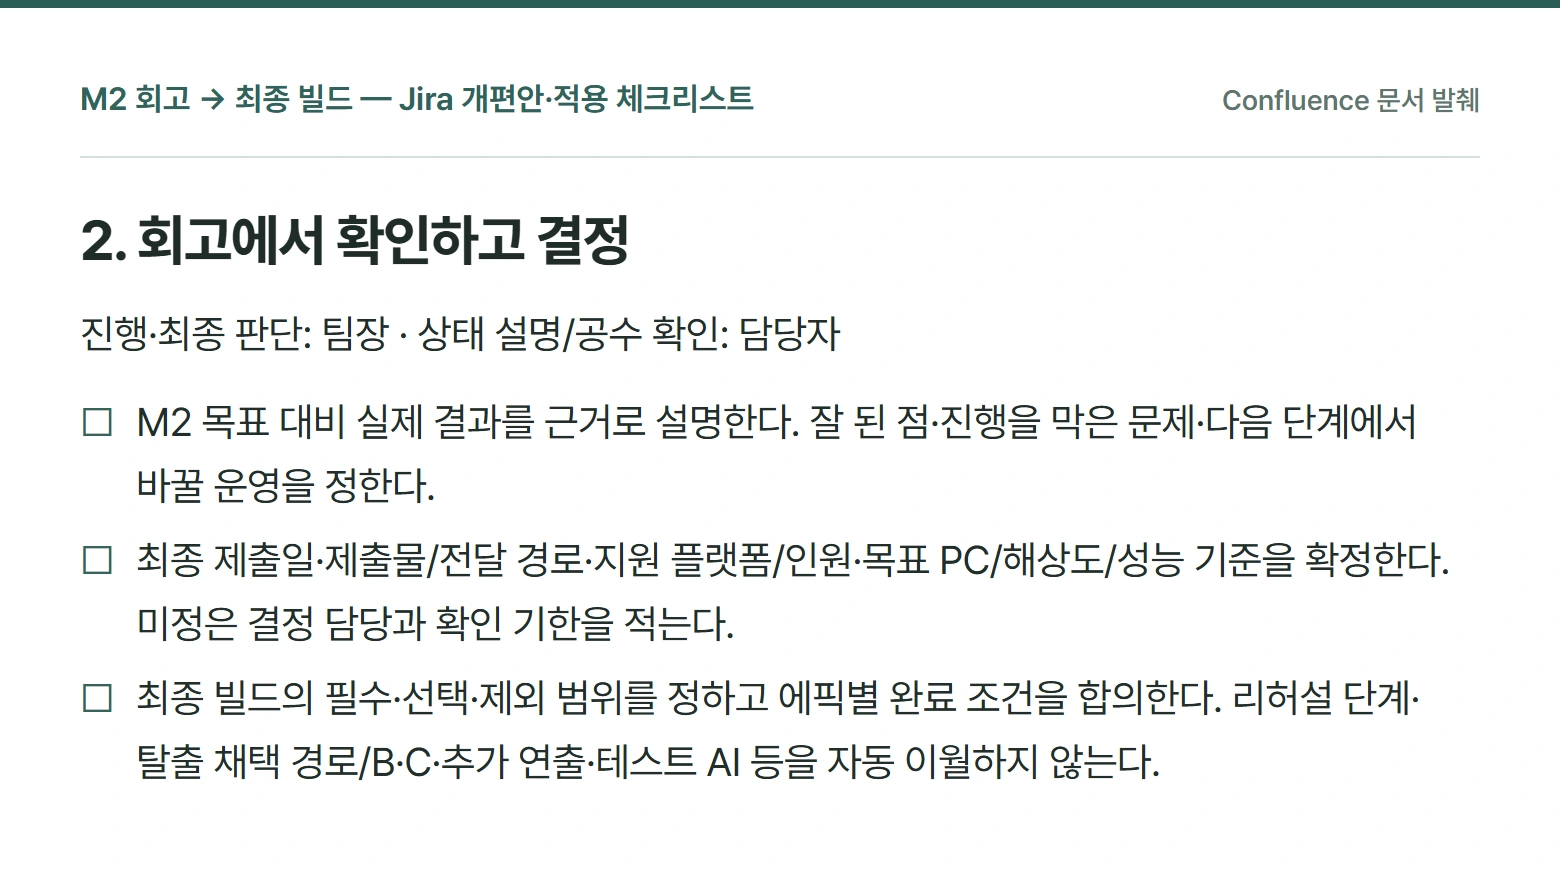 M2 회고 → 최종 빌드 — Jira 개편안·적용 체크리스트
Confluence 문서 발췌
2. 회고에서 확인하고 결정
진행·최종 판단: 팀장 · 상태 설명/공수 확인: 담당자
☐ M2 목표 대비 실제 결과를 근거로 설명한다. 잘 된 점·진행을 막은 문제·다음 단계에서
바꿀 운영을 정한다.
☐ 최종 제출일·제출물/전달 경로·지원 플랫폼/인원·목표 PC/해상도/성능 기준을 확정한다.
미정은 결정 담당과 확인 기한을 적는다.
☐ 최종 빌드의 필수·선택·제외 범위를 정하고 에픽별 완료 조건을 합의한다. 리허설 단계·
탈출 채택 경로/B·C·추가 연출·테스트 AI 등을 자동 이월하지 않는다.